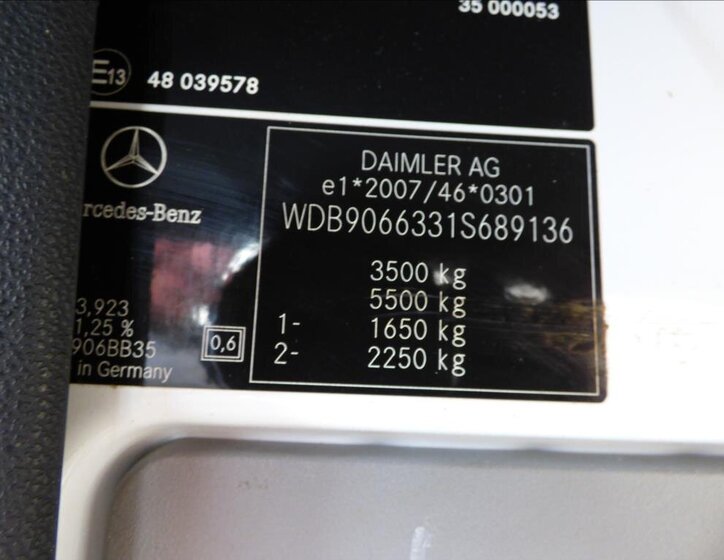 35 000053
E13 48 039578
DAIMLER AG
e1*2007/46*0301
WDB9066331S689136
rcedes-Benz
3500 kg
5500 kg
1- 1650 kg
2- 2250 kg
3,923
1,25 %
906BB35
in Germany
0,6